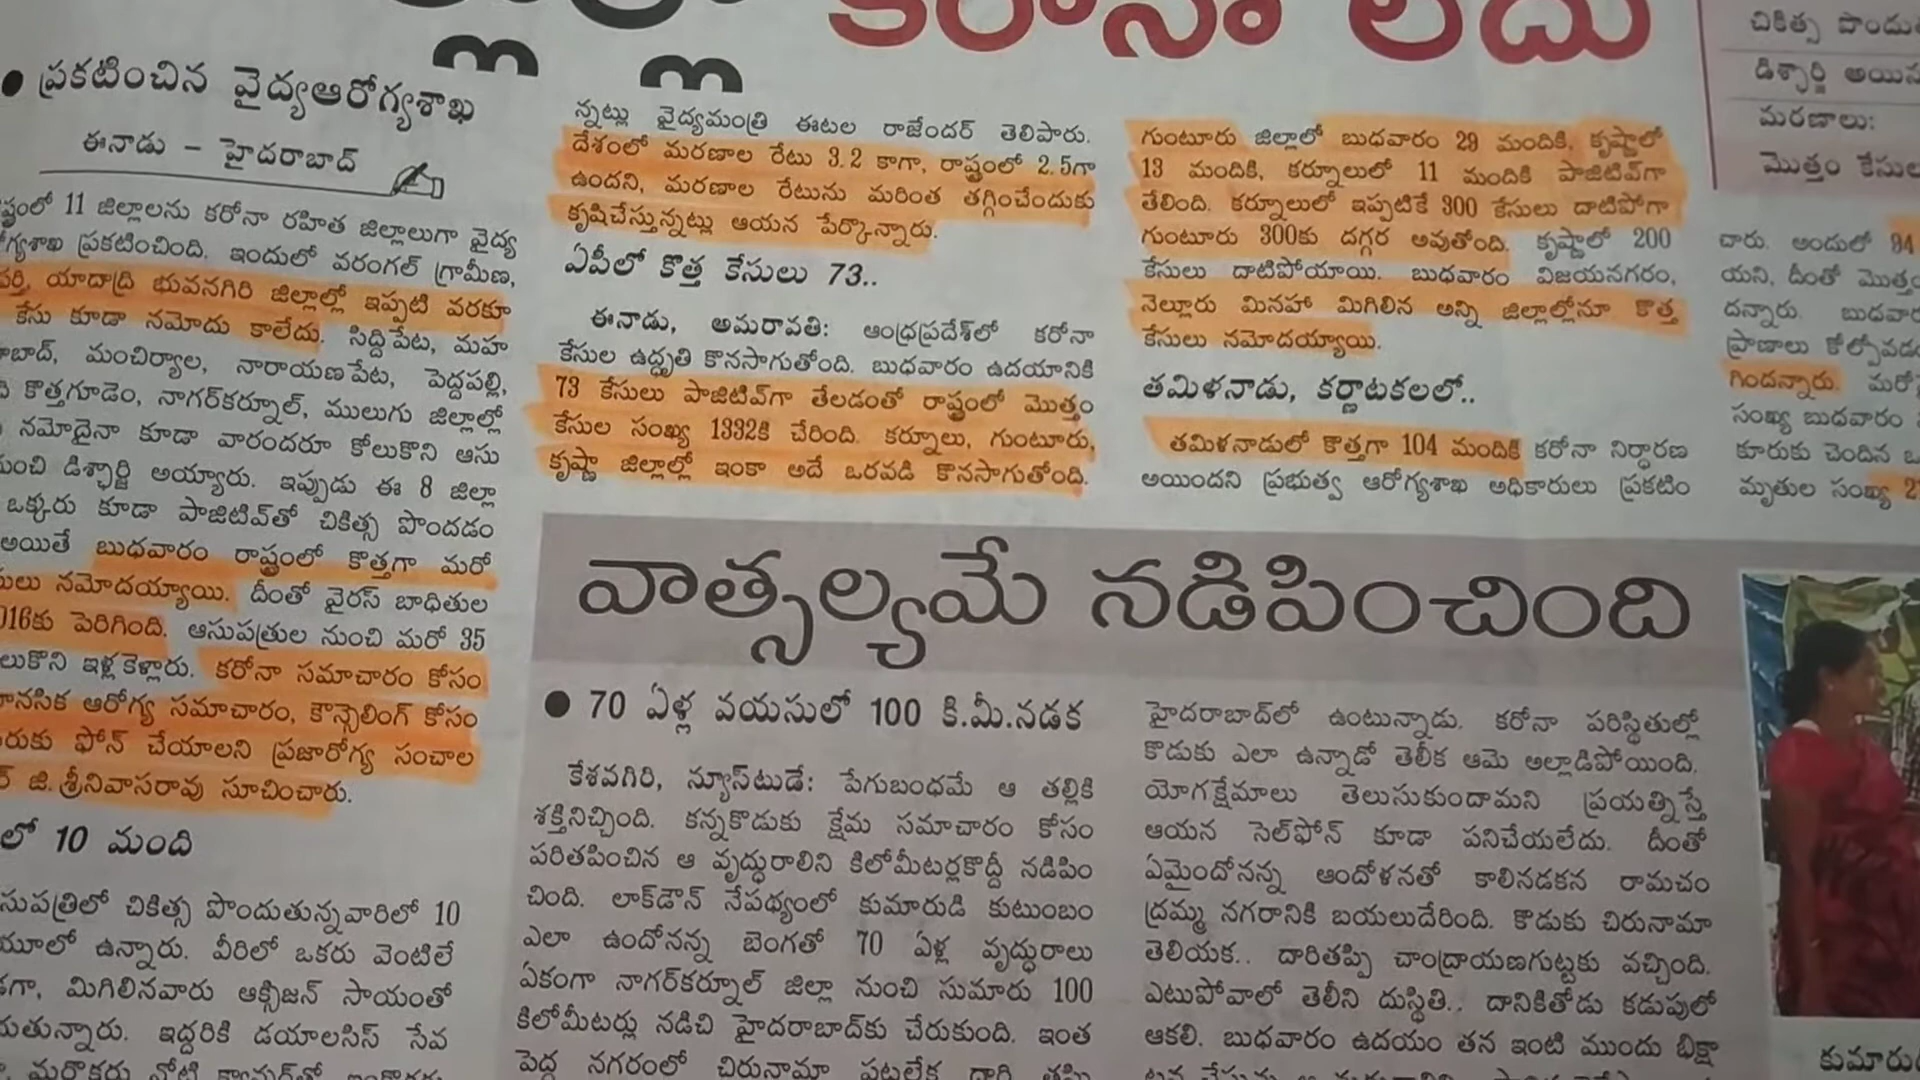 కరోనా లేదు
● ప్రకటించిన వైద్యఆరోగ్యశాఖ
ఈనాడు - హైదరాబాద్
11 జిల్లాలను కరోనా రహిత జిల్లాలుగా వైద్య
ప్రకటించింది. ఇందులో వరంగల్ గ్రామీణ,
యాదాద్రి భువనగిరి జిల్లాల్లో ఇప్పటి వరకూ
కేసు కూడా నమోదు కాలేదు. సిద్దిపేట, మహ
మంచిర్యాల, నారాయణపేట, పెద్దపల్లి,
కొత్తగూడెం, నాగర్‌కర్నూల్, ములుగు జిల్లాల్లో
నమోదైనా కూడా వారందరూ కోలుకొని ఆసు
డిశ్ఛార్జి అయ్యారు. ఇప్పుడు ఈ 8 జిల్లా
ఒక్కరు కూడా పాజిటివ్‌తో చికిత్స పొందడం
అయితే బుధవారం రాష్ట్రంలో కొత్తగా మరో
నమోదయ్యాయి. దీంతో వైరస్ బాధితుల
పెరిగింది. ఆసుపత్రుల నుంచి మరో 35
ఇళ్లకెళ్లారు. కరోనా సమాచారం కోసం
ఆరోగ్య సమాచారం, కౌన్సెలింగ్ కోసం
ఫోన్ చేయాలని ప్రజారోగ్య సంచాల
జి.శ్రీనివాసరావు సూచించారు.
లో 10 మంది
చికిత్స పొందుతున్నవారిలో 10
ఉన్నారు. వీరిలో ఒకరు వెంటిలే
మిగిలినవారు ఆక్సిజన్ సాయంతో
ఇద్దరికి డయాలసిస్ సేవ
న్నట్లు వైద్యమంత్రి ఈటల రాజేందర్ తెలిపారు.
దేశంలో మరణాల రేటు 3.2 కాగా, రాష్ట్రంలో 2.5గా
ఉందని, మరణాల రేటును మరింత తగ్గించేందుకు
కృషిచేస్తున్నట్లు ఆయన పేర్కొన్నారు.
ఏపీలో కొత్త కేసులు 73..
ఈనాడు, అమరావతి: ఆంధ్రప్రదేశ్‌లో కరోనా
కేసుల ఉద్ధృతి కొనసాగుతోంది. బుధవారం ఉదయానికి
73 కేసులు పాజిటివ్‌గా తేలడంతో రాష్ట్రంలో మొత్తం
కేసుల సంఖ్య 1332కి చేరింది. కర్నూలు, గుంటూరు,
కృష్ణా జిల్లాల్లో ఇంకా అదే ఒరవడి కొనసాగుతోంది.
గుంటూరు జిల్లాలో బుధవారం 29 మందికి, కృష్ణాలో
13 మందికి, కర్నూలులో 11 మందికి పాజిటివ్‌గా
తేలింది. కర్నూలులో ఇప్పటికే 300 కేసులు దాటిపోగా
గుంటూరు 300కు దగ్గర అవుతోంది. కృష్ణాలో 200
కేసులు దాటిపోయాయి. బుధవారం విజయనగరం,
నెల్లూరు మినహా మిగిలిన అన్ని జిల్లాల్లోనూ కొత్త
కేసులు నమోదయ్యాయి.
తమిళనాడు, కర్ణాటకలలో..
తమిళనాడులో కొత్తగా 104 మందికి కరోనా నిర్ధారణ
అయిందని ప్రభుత్వ ఆరోగ్యశాఖ అధికారులు ప్రకటిం
చికిత్స
డిశ్ఛార్జి
మరణాలు:
మొత్తం
చారు. అందులో 94
యని, దీంతో
దన్నారు.
ప్రాణాలు
గిందన్నారు.
సంఖ్య బుధవారం
కూరుకు చెందిన
మృతుల సంఖ్య
వాత్సల్యమే నడిపించింది
● 70 ఏళ్ల వయసులో 100 కి.మీ.నడక
కేశవగిరి, న్యూస్‌టుడే: పేగుబంధమే ఆ తల్లికి
శక్తినిచ్చింది. కన్నకొడుకు క్షేమ సమాచారం కోసం
పరితపించిన ఆ వృద్ధురాలిని కిలోమీటర్లకొద్దీ నడిపిం
చింది. లాక్‌డౌన్ నేపథ్యంలో కుమారుడి కుటుంబం
ఎలా ఉందోనన్న బెంగతో 70 ఏళ్ల వృద్ధురాలు
ఏకంగా నాగర్‌కర్నూల్ జిల్లా నుంచి సుమారు 100
కిలోమీటర్లు నడిచి హైదరాబాద్‌కు చేరుకుంది. ఇంత
పెద్ద నగరంలో చిరునామా పట్టలేక దారి తప్పి
హైదరాబాద్‌లో ఉంటున్నాడు. కరోనా పరిస్థితుల్లో
కొడుకు ఎలా ఉన్నాడో తెలీక ఆమె అల్లాడిపోయింది.
యోగక్షేమాలు తెలుసుకుందామని ప్రయత్నిస్తే
ఆయన సెల్‌ఫోన్ కూడా పనిచేయలేదు. దీంతో
ఏమైందోనన్న ఆందోళనతో కాలినడకన రామచం
ద్రమ్మ నగరానికి బయలుదేరింది. కొడుకు చిరునామా
తెలియక.. దారితప్పి చాంద్రాయణగుట్టకు వచ్చింది.
ఎటుపోవాలో తెలీని దుస్థితి.. దానికితోడు కడుపులో
ఆకలి. బుధవారం ఉదయం తన ఇంటి ముందు భిక్షా